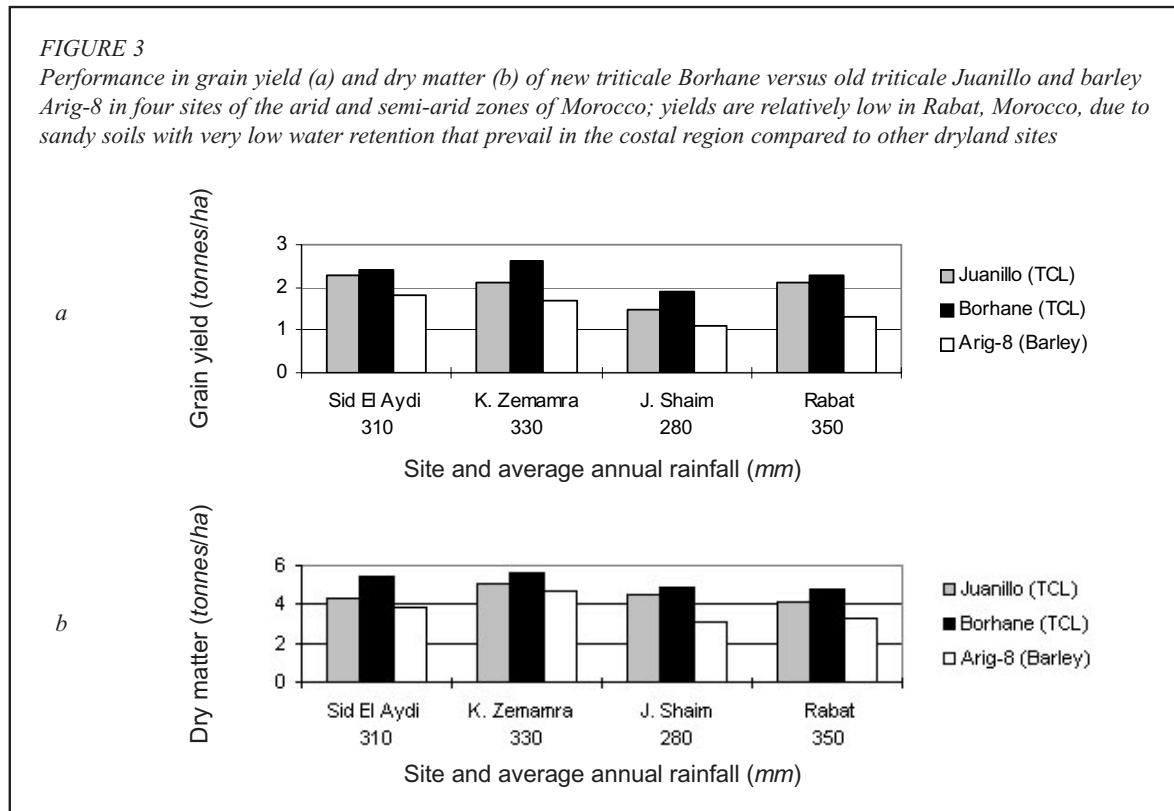 FIGURE 3
Performance in grain yield (a) and dry matter (b) of new triticale Borhane versus old triticale Juanillo and barley
Arig-8 in four sites of the arid and semi-arid zones of Morocco; yields are relatively low in Rabat, Morocco, due to
sandy soils with very low water retention that prevail in the costal region compared to other dryland sites
a
Grain yield (tonnes/ha)
3
2
1
0
Sid El Aydi K. Zemamra J. Shaim Rabat
310 330 280 350
Site and average annual rainfall (mm)
Juanillo (TCL)
Borhane (TCL)
Arig-8 (Barley)
b
Dry matter (tonnes/ha)
6
4
2
0
Sid El Aydi K. Zemamra J. Shaim Rabat
310 330 280 350
Site and average annual rainfall (mm)
Juanillo (TCL)
Borhane (TCL)
Arig-8 (Barley)